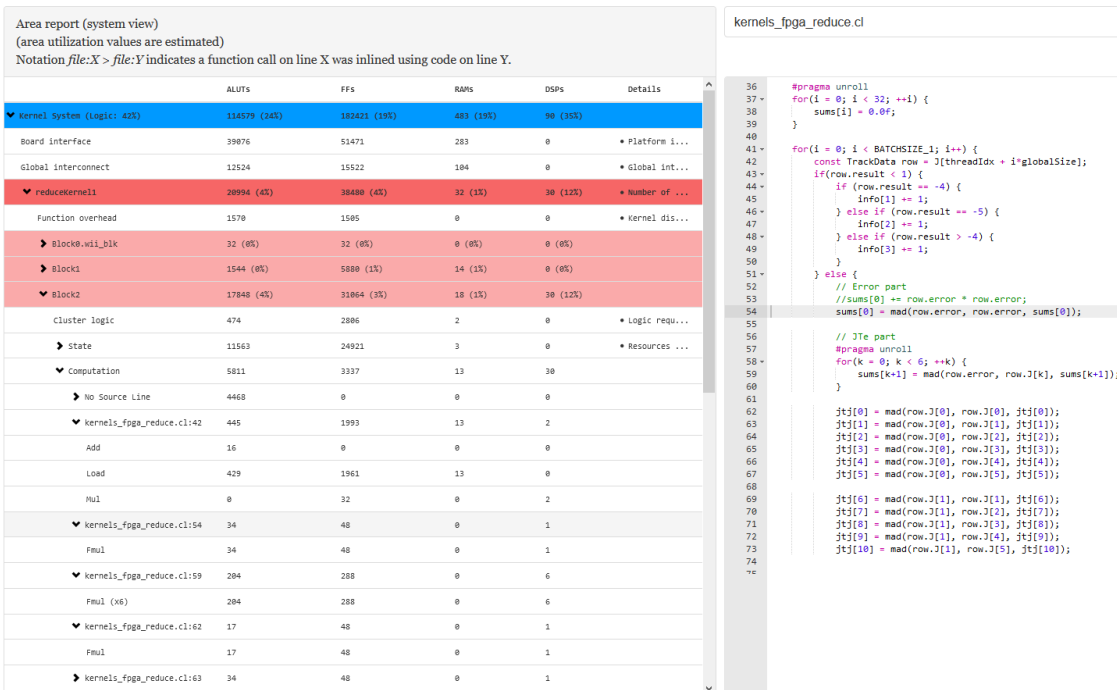 Area report (system view)
(area utilization values are estimated)
Notation file:X > file:Y indicates a function call on line X was inlined using code on line Y.
ALUTs FFs RAMs DSPs Details
Kernel System (Logic: 42%) 114579 (24%) 182421 (19%) 483 (19%) 90 (35%)
Board interface 39076 51471 283 0 • Platform i...
Global interconnect 12524 15522 104 0 • Global int...
reduceKernel1 20994 (4%) 38480 (4%) 32 (1%) 30 (12%) • Number of ...
Function overhead 1570 1505 0 0 • Kernel dis...
Block0.wii_blk 32 (0%) 32 (0%) 0 (0%) 0 (0%)
Block1 1544 (0%) 5880 (1%) 14 (1%) 0 (0%)
Block2 17848 (4%) 31064 (3%) 18 (1%) 30 (12%)
Cluster logic 474 2806 2 0 • Logic requ...
State 11563 24921 3 0 • Resources ...
Computation 5811 3337 13 30
No Source Line 4468 0 0 0
kernels_fpga_reduce.cl:42 445 1993 13 2
Add 16 0 0 0
Load 429 1961 13 0
Mul 0 32 0 2
kernels_fpga_reduce.cl:54 34 48 0 1
Fmul 34 48 0 1
kernels_fpga_reduce.cl:59 204 288 0 6
Fmul (x6) 204 288 0 6
kernels_fpga_reduce.cl:62 17 48 0 1
Fmul 17 48 0 1
kernels_fpga_reduce.cl:63 34 48 0 1
kernels_fpga_reduce.cl
36 #pragma unroll
37 for(i = 0; i < 32; ++i) {
38 sums[i] = 0.0f;
39 }
40
41 for(i = 0; i < BATCHSIZE_1; i++) {
42 const TrackData row = J[threadIdx + i*globalSize];
43 if(row.result < 1) {
44 if (row.result == -4) {
45 info[1] += 1;
46 } else if (row.result == -5) {
47 info[2] += 1;
48 } else if (row.result > -4) {
49 info[3] += 1;
50 }
51 } else {
52 // Error part
53 //sums[0] += row.error * row.error;
54 sums[0] = mad(row.error, row.error, sums[0]);
55
56 // JTe part
57 #pragma unroll
58 for(k = 0; k < 6; ++k) {
59 sums[k+1] = mad(row.error, row.J[k], sums[k+1]);
60 }
61
62 jtj[0] = mad(row.J[0], row.J[0], jtj[0]);
63 jtj[1] = mad(row.J[0], row.J[1], jtj[1]);
64 jtj[2] = mad(row.J[0], row.J[2], jtj[2]);
65 jtj[3] = mad(row.J[0], row.J[3], jtj[3]);
66 jtj[4] = mad(row.J[0], row.J[4], jtj[4]);
67 jtj[5] = mad(row.J[0], row.J[5], jtj[5]);
68
69 jtj[6] = mad(row.J[1], row.J[1], jtj[6]);
70 jtj[7] = mad(row.J[1], row.J[2], jtj[7]);
71 jtj[8] = mad(row.J[1], row.J[3], jtj[8]);
72 jtj[9] = mad(row.J[1], row.J[4], jtj[9]);
73 jtj[10] = mad(row.J[1], row.J[5], jtj[10]);
74
75